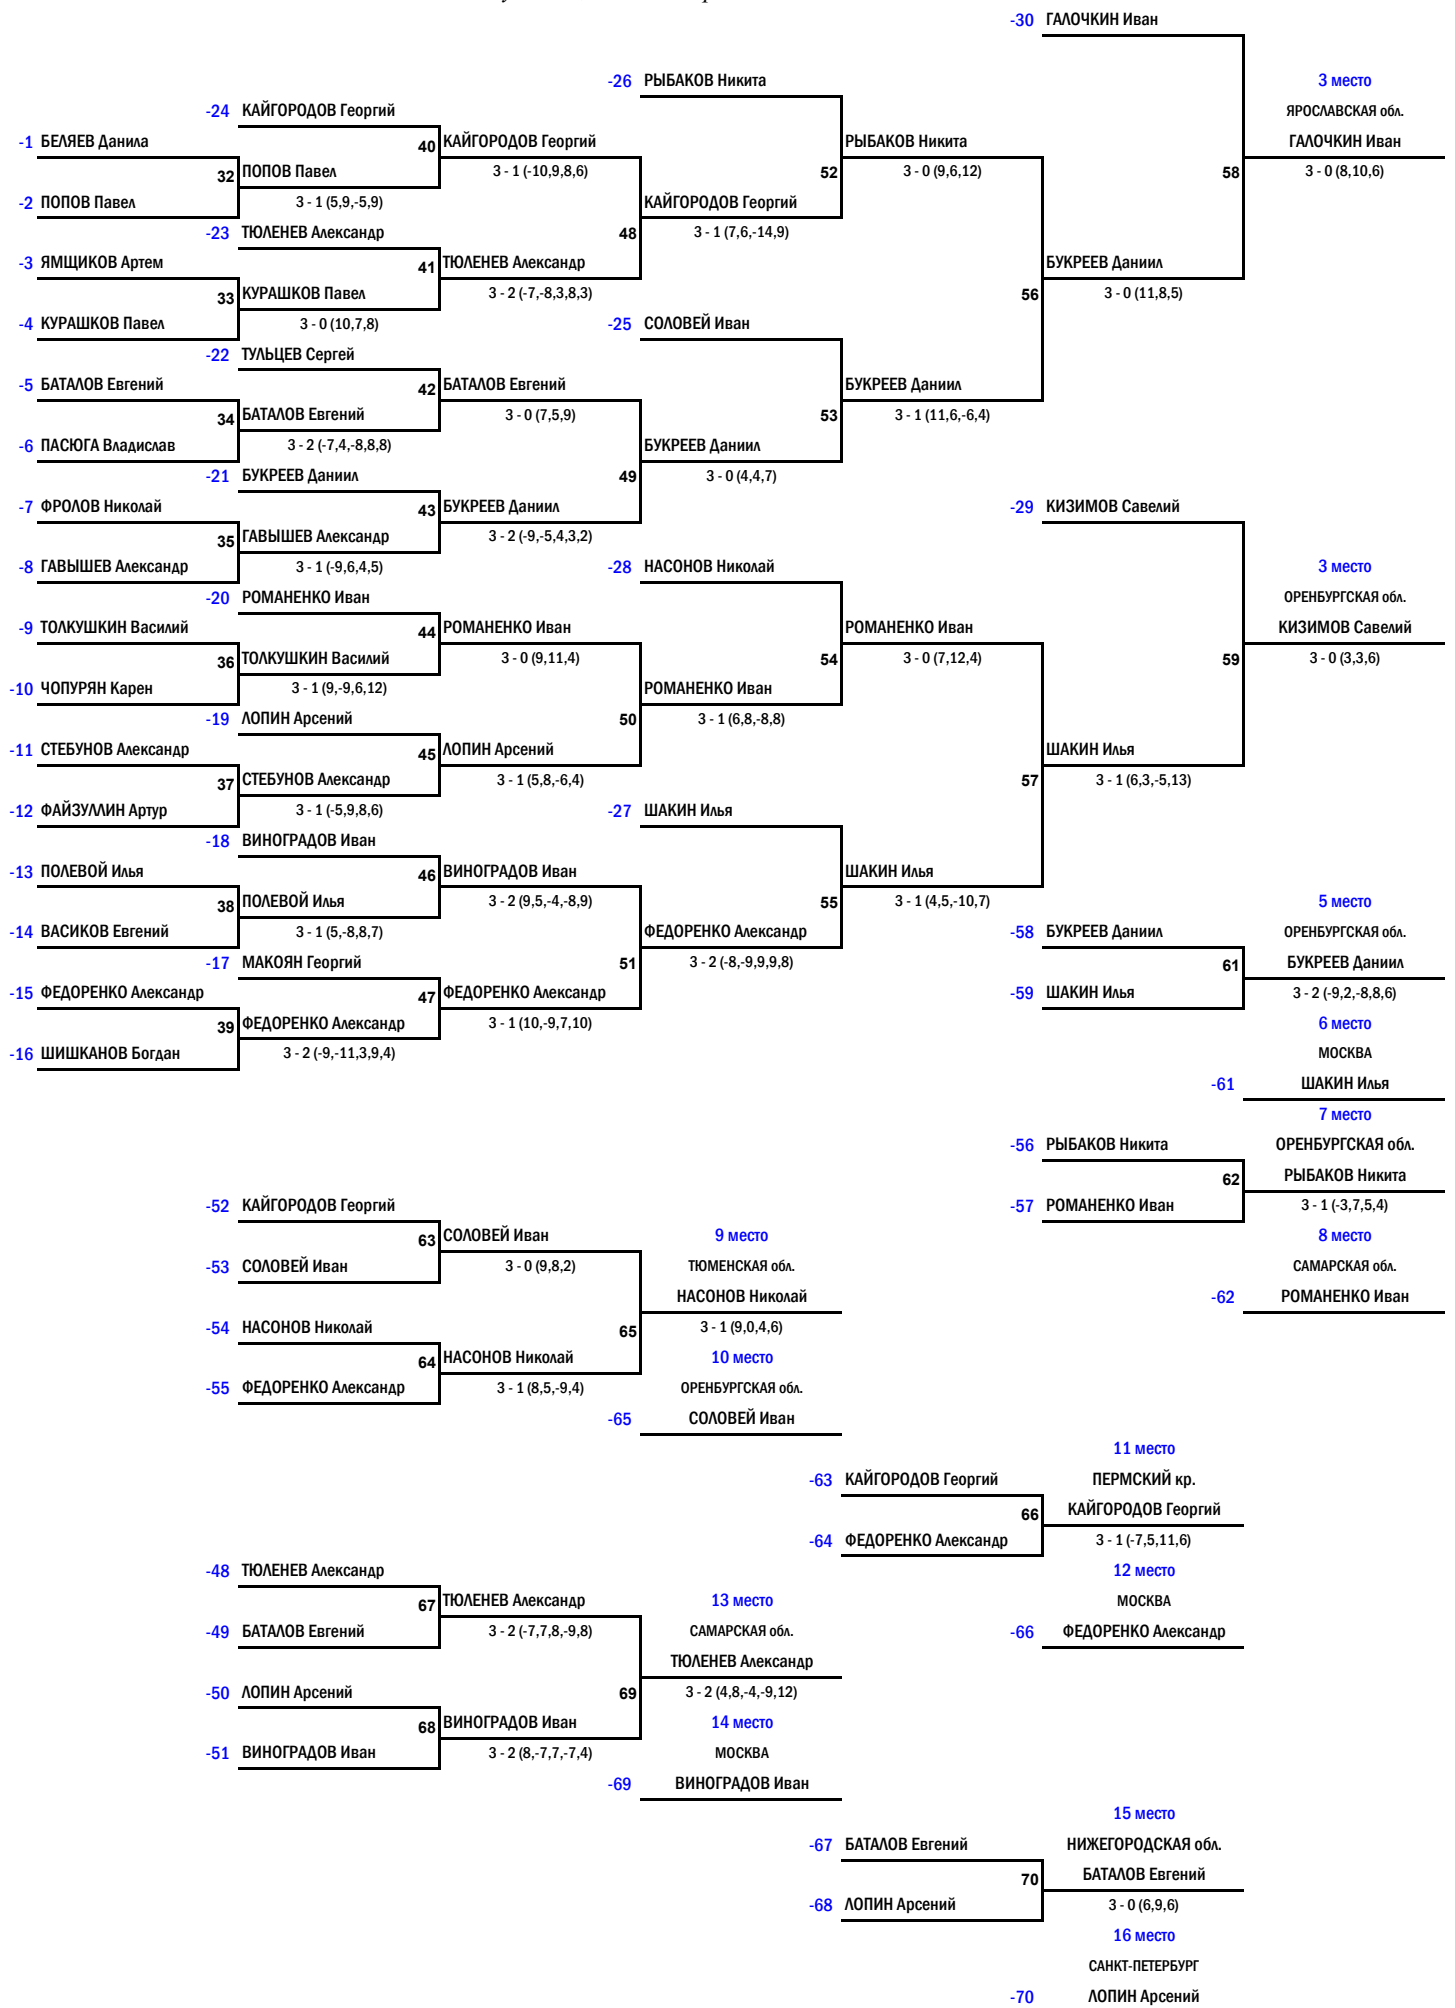 -30 ГАЛОЧКИН Иван
-26 РЫБАКОВ Никита
3 место
-24 КАЙГОРОДОВ Георгий
ЯРОСЛАВСКАЯ обл.
-1 БЕЛЯЕВ Данила
40 КАЙГОРОДОВ Георгий
РЫБАКОВ Никита
ГАЛОЧКИН Иван
32 ПОПОВ Павел
3 - 1 (-10,9,8,6)
52
3 - 0 (9,6,12)
58
3 - 0 (8,10,6)
-2 ПОПОВ Павел
3 - 1 (5,9,-5,9)
КАЙГОРОДОВ Георгий
-23 ТЮЛЕНЕВ Александр
48
3 - 1 (7,6,-14,9)
-3 ЯМЩИКОВ Артем
41 ТЮЛЕНЕВ Александр
БУКРЕЕВ Даниил
33 КУРАШКОВ Павел
3 - 2 (-7,-8,3,8,3)
56
3 - 0 (11,8,5)
-4 КУРАШКОВ Павел
3 - 0 (10,7,8)
-25 СОЛОВЕЙ Иван
-22 ТУЛЬЦЕВ Сергей
-5 БАТАЛОВ Евгений
42 БАТАЛОВ Евгений
БУКРЕЕВ Даниил
34 БАТАЛОВ Евгений
3 - 0 (7,5,9)
53
3 - 1 (11,6,-6,4)
-6 ПАСЮГА Владислав
3 - 2 (-7,4,-8,8,8)
БУКРЕЕВ Даниил
-21 БУКРЕЕВ Даниил
49
3 - 0 (4,4,7)
-7 ФРОЛОВ Николай
43 БУКРЕЕВ Даниил
-29 КИЗИМОВ Савелий
35 ГАВЫШЕВ Александр
3 - 2 (-9,-5,4,3,2)
-8 ГАВЫШЕВ Александр
3 - 1 (-9,6,4,5)
-28 НАСОНОВ Николай
3 место
-20 РОМАНЕНКО Иван
ОРЕНБУРГСКАЯ обл.
-9 ТОЛКУШКИН Василий
44 РОМАНЕНКО Иван
РОМАНЕНКО Иван
КИЗИМОВ Савелий
36 ТОЛКУШКИН Василий
3 - 0 (9,11,4)
54
3 - 0 (7,12,4)
59
3 - 0 (3,3,6)
-10 ЧОПУРЯН Карен
3 - 1 (9,-9,6,12)
РОМАНЕНКО Иван
-19 ЛОПИН Арсений
50
3 - 1 (6,8,-8,8)
-11 СТЕБУНОВ Александр
45 ЛОПИН Арсений
ШАКИН Илья
37 СТЕБУНОВ Александр
3 - 1 (5,8,-6,4)
57
3 - 1 (6,3,-5,13)
-12 ФАЙЗУЛЛИН Артур
3 - 1 (-5,9,8,6)
-27 ШАКИН Илья
-18 ВИНОГРАДОВ Иван
-13 ПОЛЕВОЙ Илья
46 ВИНОГРАДОВ Иван
ШАКИН Илья
38 ПОЛЕВОЙ Илья
3 - 2 (9,5,-4,-8,9)
55
3 - 1 (4,5,-10,7)
5 место
-14 ВАСИКОВ Евгений
3 - 1 (5,-8,8,7)
ФЕДОРЕНКО Александр
-58 БУКРЕЕВ Даниил
ОРЕНБУРГСКАЯ обл.
-17 МАКОЯН Георгий
51
3 - 2 (-8,-9,9,9,8)
61
БУКРЕЕВ Даниил
-15 ФЕДОРЕНКО Александр
47 ФЕДОРЕНКО Александр
-59 ШАКИН Илья
3 - 2 (-9,2,-8,8,6)
39 ФЕДОРЕНКО Александр
3 - 1 (10,-9,7,10)
6 место
-16 ШИШКАНОВ Богдан
3 - 2 (-9,-11,3,9,4)
МОСКВА
-61 ШАКИН Илья
7 место
-56 РЫБАКОВ Никита
ОРЕНБУРГСКАЯ обл.
62 РЫБАКОВ Никита
-52 КАЙГОРОДОВ Георгий
-57 РОМАНЕНКО Иван
3 - 1 (-3,7,5,4)
63 СОЛОВЕЙ Иван
9 место
8 место
-53 СОЛОВЕЙ Иван
3 - 0 (9,8,2)
ТЮМЕНСКАЯ обл.
САМАРСКАЯ обл.
НАСОНОВ Николай
-62 РОМАНЕНКО Иван
-54 НАСОНОВ Николай
65
3 - 1 (9,0,4,6)
64 НАСОНОВ Николай
10 место
-55 ФЕДОРЕНКО Александр
3 - 1 (8,5,-9,4)
ОРЕНБУРГСКАЯ обл.
-65 СОЛОВЕЙ Иван
11 место
-63 КАЙГОРОДОВ Георгий
ПЕРМСКИЙ кр.
66 КАЙГОРОДОВ Георгий
-64 ФЕДОРЕНКО Александр
3 - 1 (-7,5,11,6)
-48 ТЮЛЕНЕВ Александр
12 место
67 ТЮЛЕНЕВ Александр
13 место
МОСКВА
-49 БАТАЛОВ Евгений
3 - 2 (-7,7,8,-9,8)
САМАРСКАЯ обл.
-66 ФЕДОРЕНКО Александр
ТЮЛЕНЕВ Александр
-50 ЛОПИН Арсений
69
3 - 2 (4,8,-4,-9,12)
68 ВИНОГРАДОВ Иван
14 место
-51 ВИНОГРАДОВ Иван
3 - 2 (8,-7,7,-7,4)
МОСКВА
-69 ВИНОГРАДОВ Иван
15 место
-67 БАТАЛОВ Евгений
НИЖЕГОРОДСКАЯ обл.
70 БАТАЛОВ Евгений
-68 ЛОПИН Арсений
3 - 0 (6,9,6)
16 место
САНКТ-ПЕТЕРБУРГ
-70 ЛОПИН Арсений